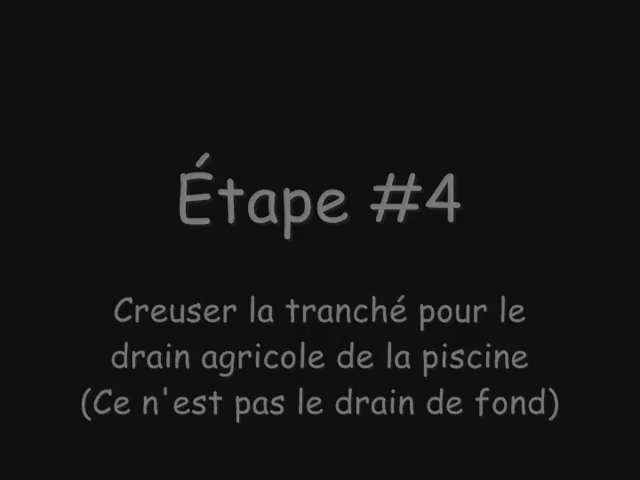 Étape #4
Creuser la tranché pour le
drain agricole de la piscine
(Ce n'est pas le drain de fond)